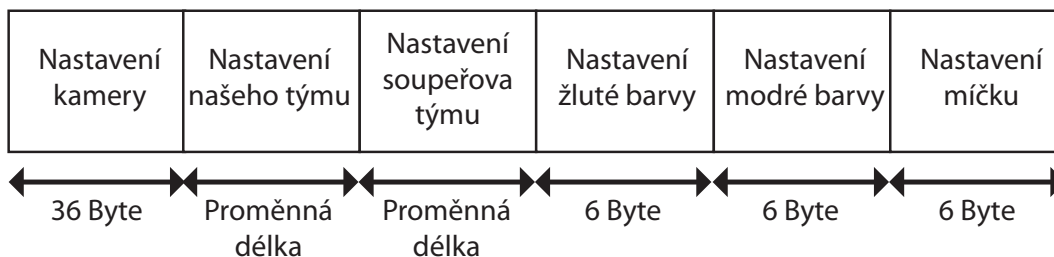 Nastavení
kamery
Nastavení
našeho týmu
Nastavení
soupeřova
týmu
Nastavení
žluté barvy
Nastavení
modré barvy
Nastavení
míčku
36 Byte
Proměnná
délka
Proměnná
délka
6 Byte
6 Byte
6 Byte